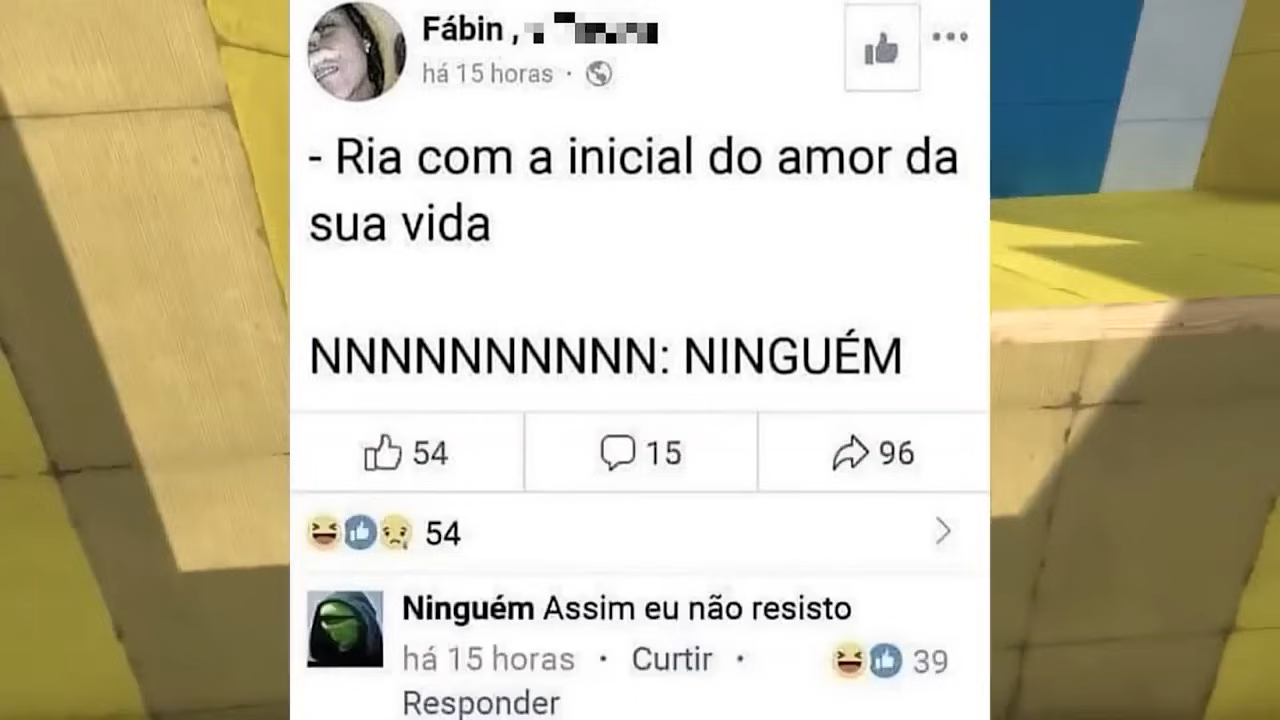 Fábin ,
há 15 horas ·
- Ria com a inicial do amor da
sua vida
NNNNNNNNNN: NINGUÉM
54
15
96
54
Ninguém Assim eu não resisto
há 15 horas · Curtir ·
39
Responder